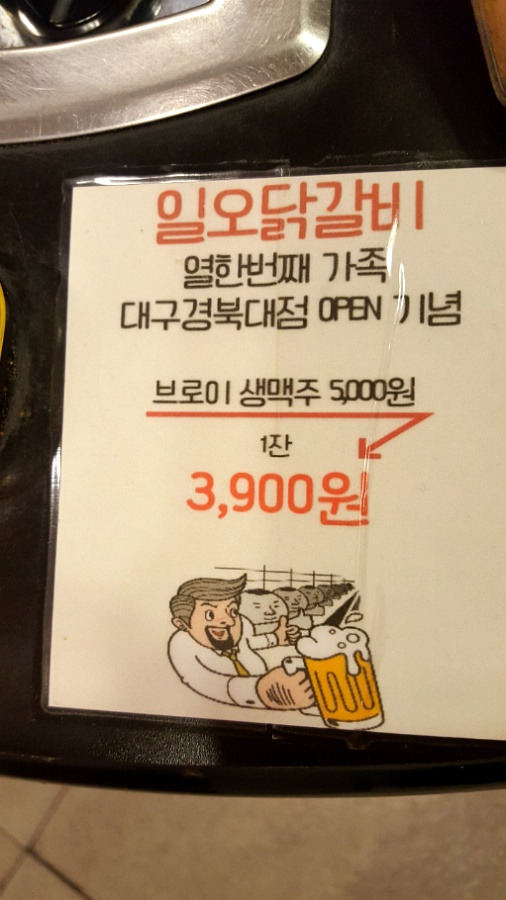 일오닭갈비
열한번째 가족
대구경북대점 OPEN 기념
브로이 생맥주 5,000원
1잔
3,900원